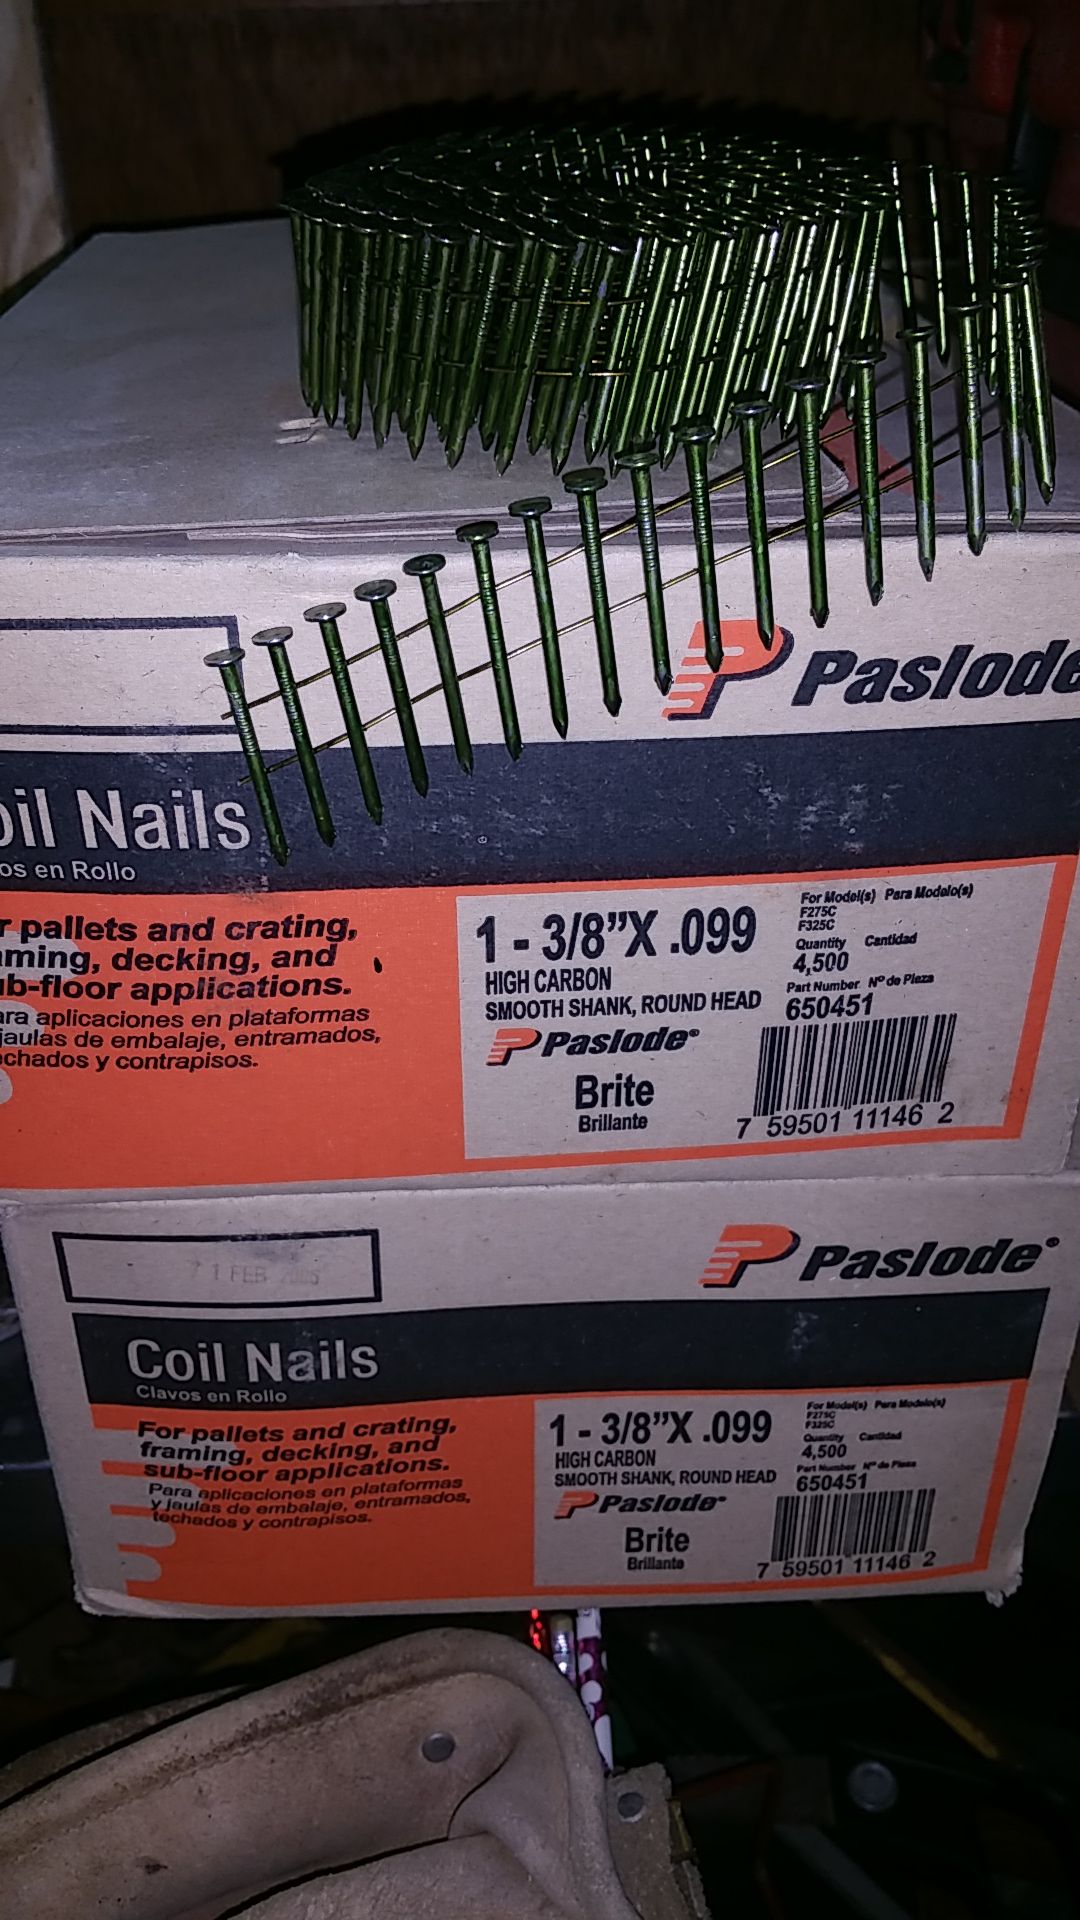 Paslode
oil Nails
os en Rollo
r pallets and crating,
aming, decking, and
ub-floor applications.
ara aplicaciones en plataformas
jaulas de embalaje, entramados,
echados y contrapisos.
1 - 3/8"X .099
HIGH CARBON
SMOOTH SHANK, ROUND HEAD
Paslode®
Brite
Brillante
For Model(s) Para Modelo(s)
F275C
F325C
Quantity Cantidad
4,500
Part Number Nº de Pieza
650451
7 59501 11146 2
Paslode®
1 FEB
Coil Nails
Clavos en Rollo
For pallets and crating,
framing, decking, and
sub-floor applications.
Para aplicaciones en plataformas
y jaulas de embalaje, entramados,
techados y contrapisos.
1 - 3/8"X .099
HIGH CARBON
SMOOTH SHANK, ROUND HEAD
Paslode®
Brite
Brillante
For Model(s) Para Modelo(s)
F275C
F325C
Quantity Cantidad
4,500
Part Number Nº de Pieza
650451
7 59501 11146 2